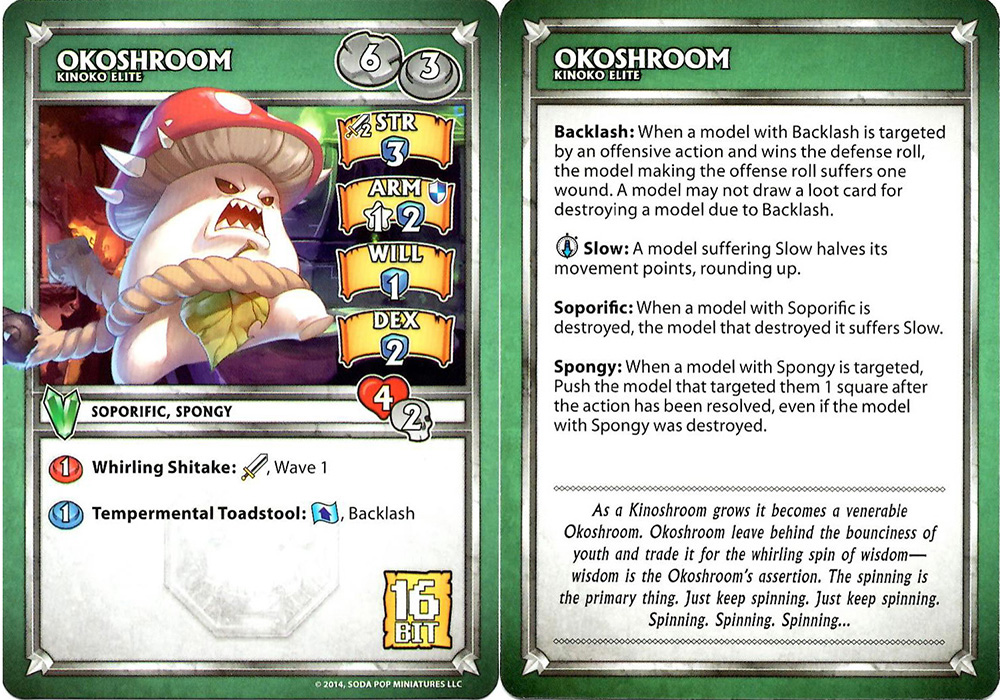 OKOSHROOM
KINOKO ELITE
6
3
2 STR
3
ARM
1 2
WILL
1
DEX
2
4
2
SOPORIFIC, SPONGY
1 Whirling Shitake: , Wave 1
1 Tempermental Toadstool: , Backlash
16
BIT
© 2014, SODA POP MINIATURES LLC
OKOSHROOM
KINOKO ELITE
Backlash: When a model with Backlash is targeted
by an offensive action and wins the defense roll,
the model making the offense roll suffers one
wound. A model may not draw a loot card for
destroying a model due to Backlash.
Slow: A model suffering Slow halves its
movement points, rounding up.
Soporific: When a model with Soporific is
destroyed, the model that destroyed it suffers Slow.
Spongy: When a model with Spongy is targeted,
Push the model that targeted them 1 square after
the action has been resolved, even if the model
with Spongy was destroyed.
As a Kinoshroom grows it becomes a venerable
Okoshroom. Okoshroom leave behind the bounciness of
youth and trade it for the whirling spin of wisdom—
wisdom is the Okoshroom's assertion. The spinning is
the primary thing. Just keep spinning. Just keep spinning.
Spinning. Spinning. Spinning...